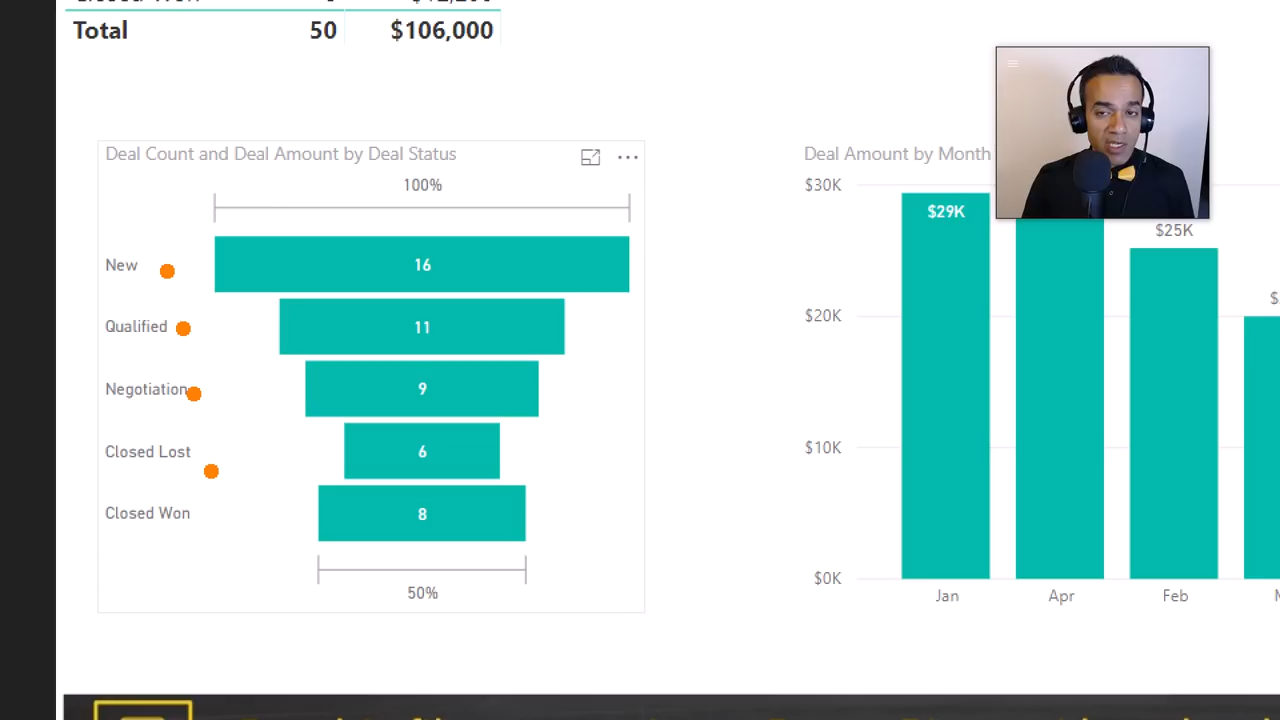 Total 50 $106,000
Deal Count and Deal Amount by Deal Status
100%
New 16
Qualified 11
Negotiation 9
Closed Lost 6
Closed Won 8
50%
Deal Amount by Month
$30K
$20K
$10K
$0K
$29K
$25K
Jan Apr Feb